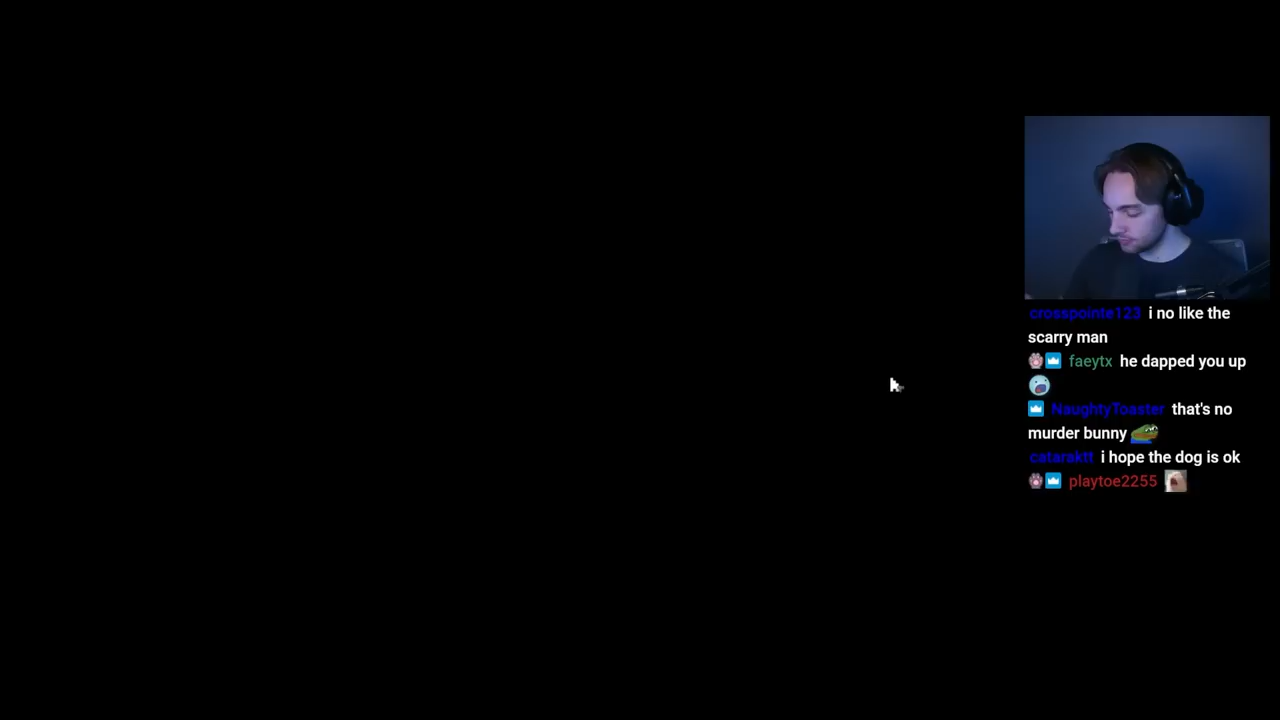 crosspointe123 i no like the
scarry man
faeytx he dapped you up
NaughtyToaster that's no
murder bunny
cataraktt i hope the dog is ok
playtoe2255